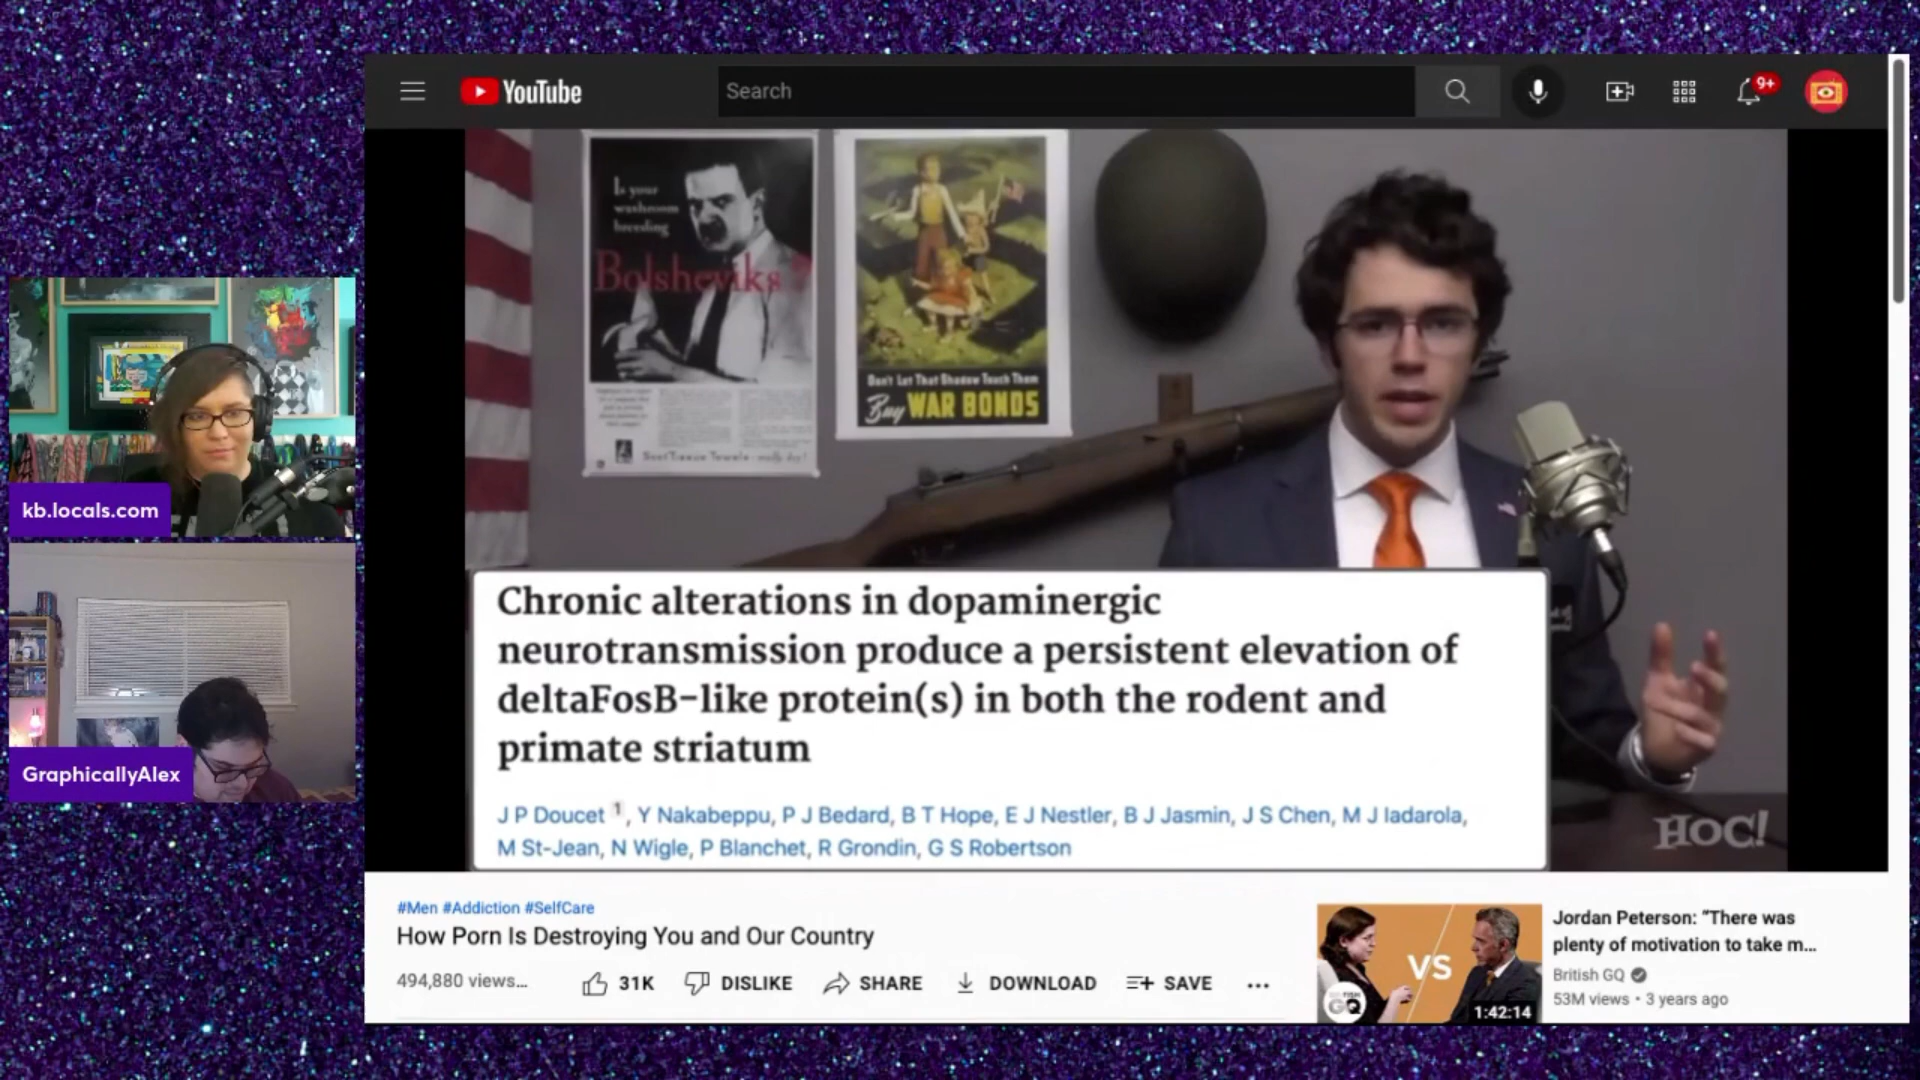 YouTube
Search
9+
Is your
washroom
breeding
Bolsheviks?
ScotTissue Towels - really dry!
Don't Let That Shadow Touch Them
Buy WAR BONDS
kb.locals.com
GraphicallyAlex
Chronic alterations in dopaminergic
neurotransmission produce a persistent elevation of
deltaFosB-like protein(s) in both the rodent and
primate striatum
J P Doucet 1, Y Nakabeppu, P J Bedard, B T Hope, E J Nestler, B J Jasmin, J S Chen, M J Iadarola,
M St-Jean, N Wigle, P Blanchet, R Grondin, G S Robertson
HOC!
#Men #Addiction #SelfCare
How Porn Is Destroying You and Our Country
494,880 views...
31K
DISLIKE
SHARE
DOWNLOAD
SAVE
VS
GQ
1:42:14
Jordan Peterson: “There was
plenty of motivation to take m...
British GQ
53M views • 3 years ago